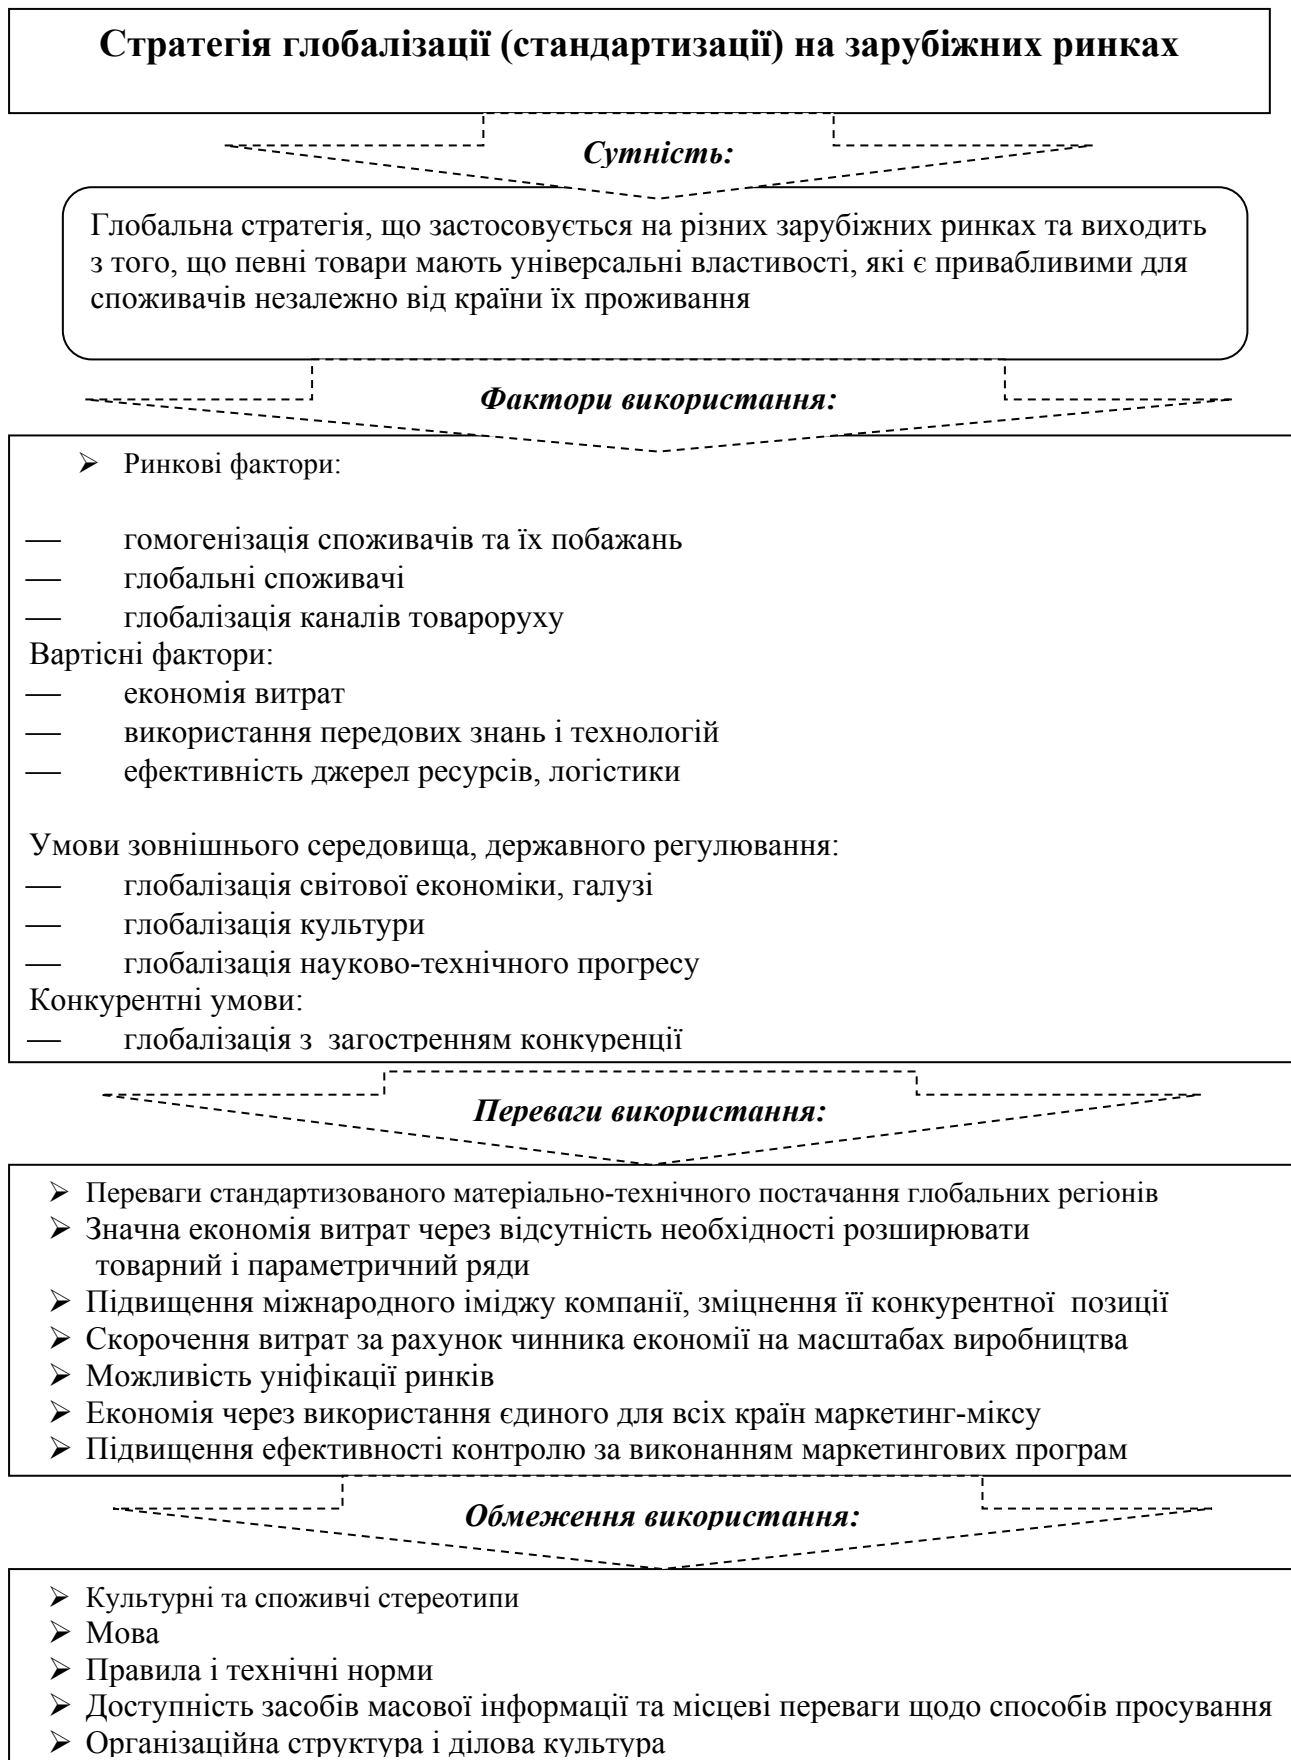 Стратегія глобалізації (стандартизації) на зарубіжних ринках
Сутність:
Глобальна стратегія, що застосовується на різних зарубіжних ринках та виходить
з того, що певні товари мають універсальні властивості, які є привабливими для
споживачів незалежно від країни їх проживання
Фактори використання:
➢ Ринкові фактори:
— гомогенізація споживачів та їх побажань
— глобальні споживачі
— глобалізація каналів товароруху
Вартісні фактори:
— економія витрат
— використання передових знань і технологій
— ефективність джерел ресурсів, логістики
Умови зовнішнього середовища, державного регулювання:
— глобалізація світової економіки, галузі
— глобалізація культури
— глобалізація науково-технічного прогресу
Конкурентні умови:
— глобалізація з загостренням конкуренції
Переваги використання:
➢ Переваги стандартизованого матеріально-технічного постачання глобальних регіонів
➢ Значна економія витрат через відсутність необхідності розширювати
товарний і параметричний ряди
➢ Підвищення міжнародного іміджу компанії, зміцнення її конкурентної позиції
➢ Скорочення витрат за рахунок чинника економії на масштабах виробництва
➢ Можливість уніфікації ринків
➢ Економія через використання єдиного для всіх країн маркетинг-міксу
➢ Підвищення ефективності контролю за виконанням маркетингових програм
Обмеження використання:
➢ Культурні та споживчі стереотипи
➢ Мова
➢ Правила і технічні норми
➢ Доступність засобів масової інформації та місцеві переваги щодо способів просування
➢ Організаційна структура і ділова культура